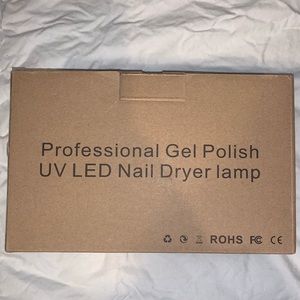 Professional Gel Polish
UV LED Nail Dryer lamp
ROHS FC CE